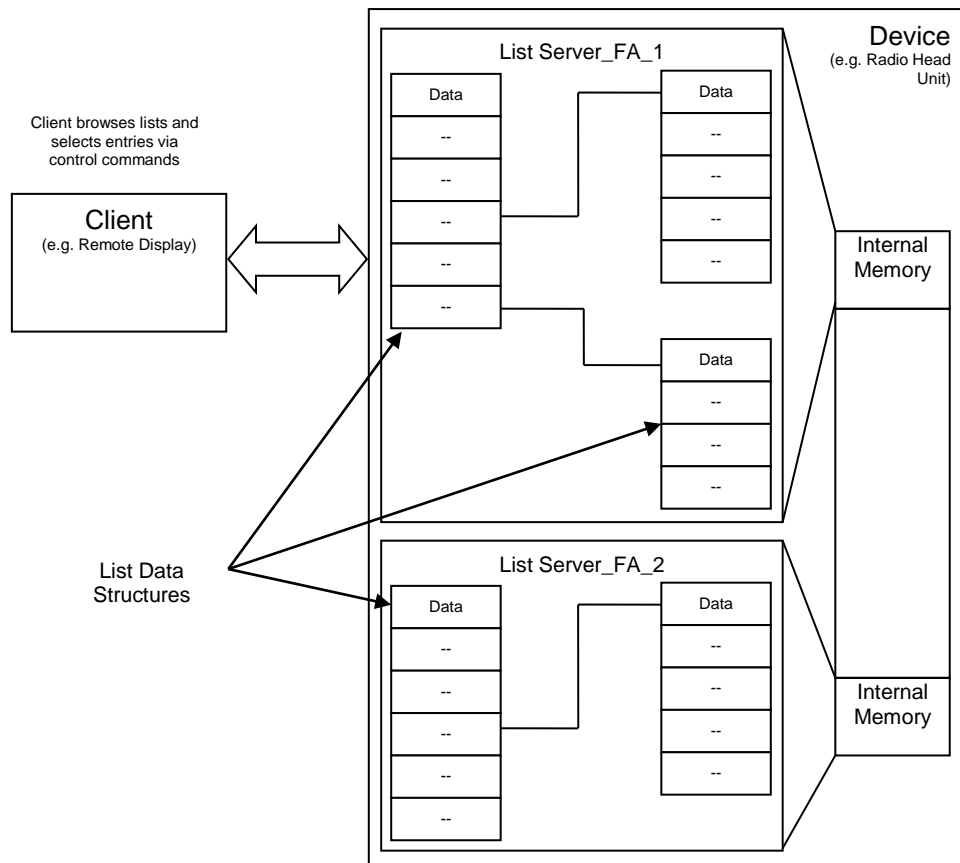 Device
(e.g. Radio Head
Unit)
List Server_FA_1
Data
--
--
--
--
--
Data
--
--
--
--
Client browses lists and
selects entries via
control commands
Client
(e.g. Remote Display)
Internal
Memory
Data
--
--
--
List Data
Structures
List Server_FA_2
Data
--
--
--
--
--
Data
--
--
--
--
Internal
Memory